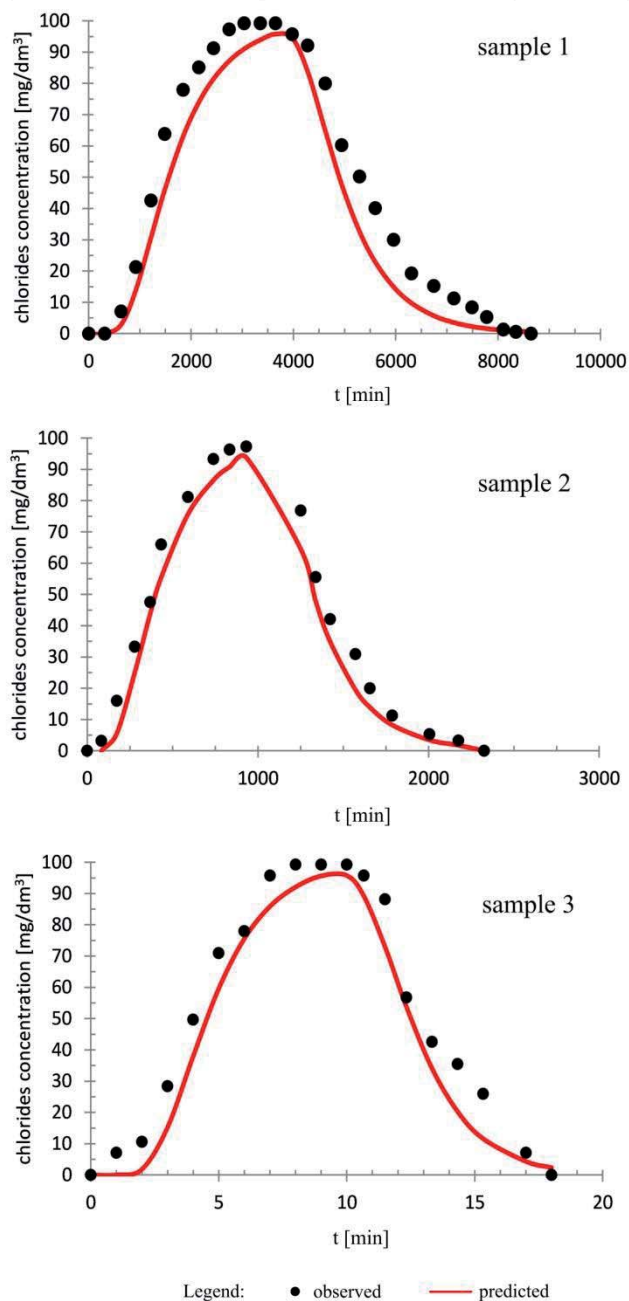 100
90
80
70
60
50
40
30
20
10
0
chlorides concentration [mg/dm³]
sample 1
0 2000 4000 6000 8000 10000
t [min]
100
90
80
70
60
50
40
30
20
10
0
chlorides concentration [mg/dm³]
sample 2
0 1000 2000 3000
t [min]
100
90
80
70
60
50
40
30
20
10
0
chlorides concentration [mg/dm³]
sample 3
0 5 10 15 20
t [min]
Legend: observed predicted